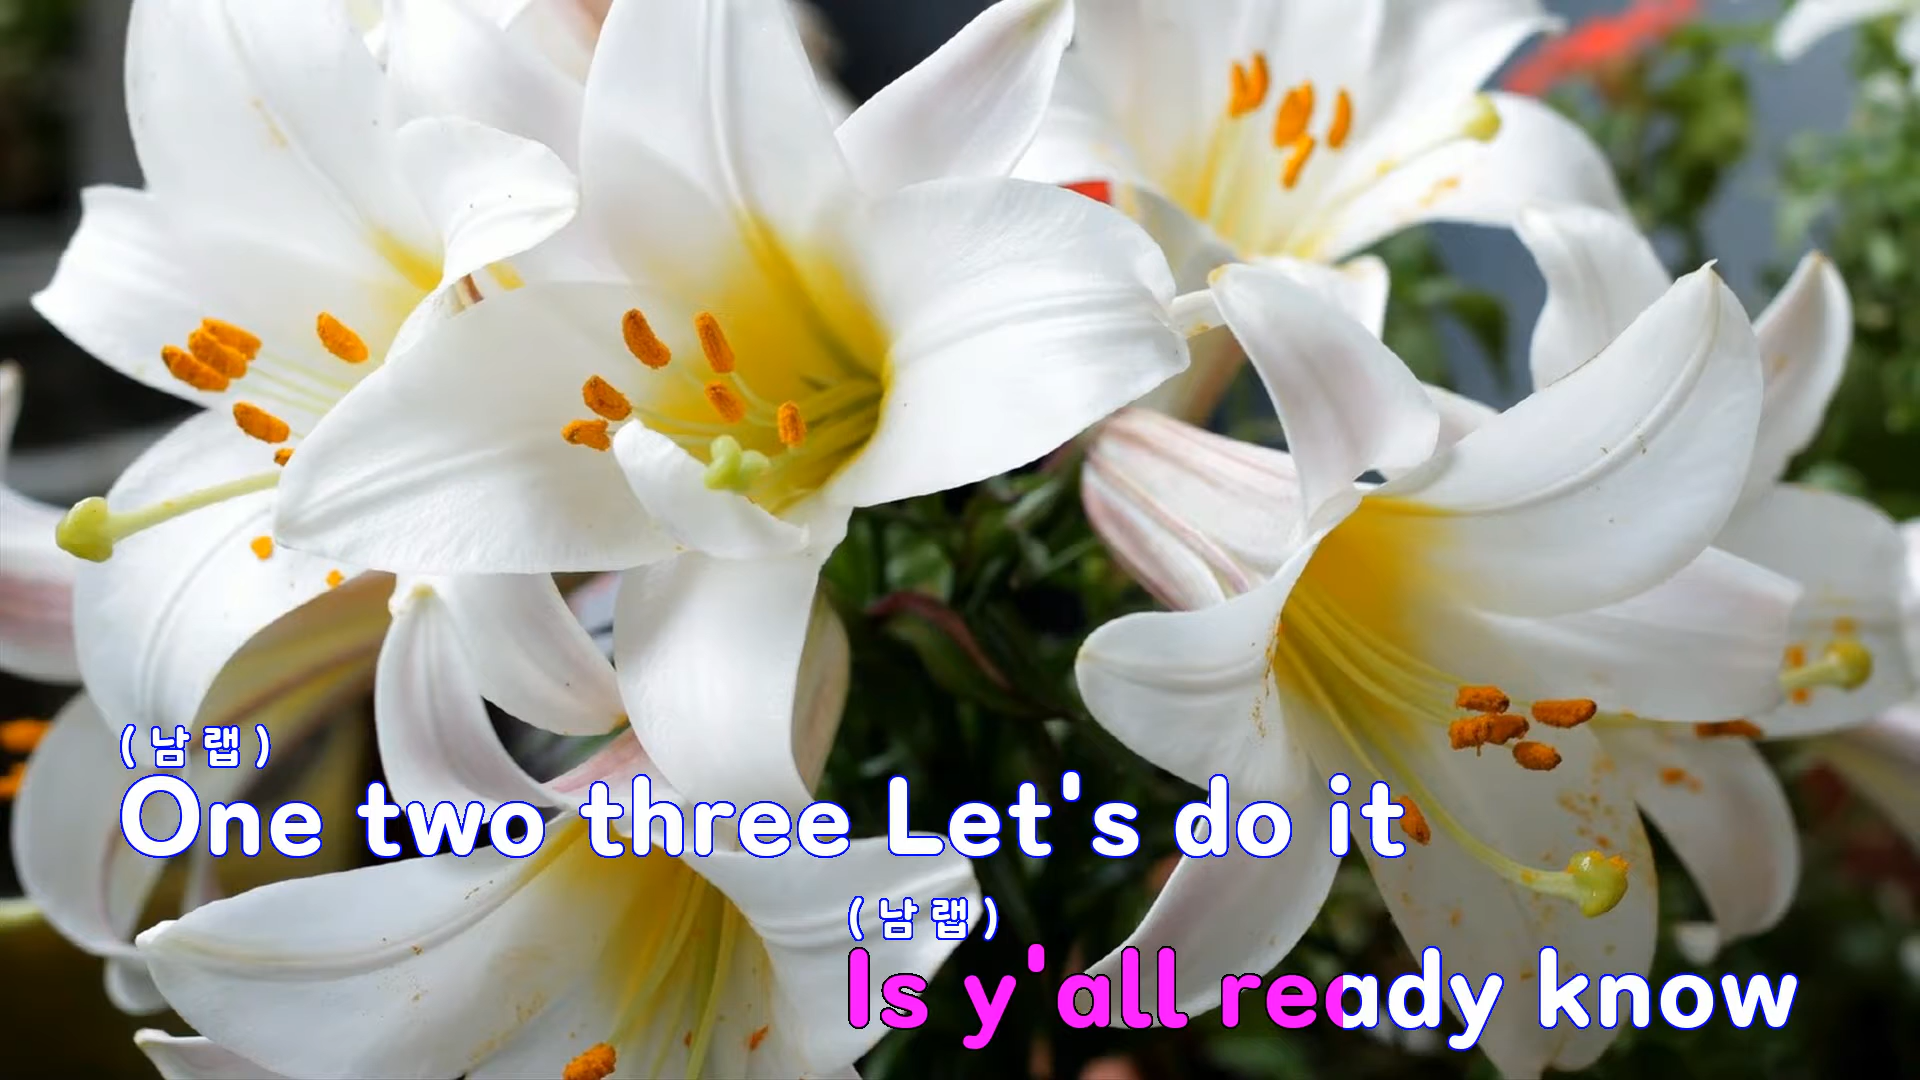 ( 남 랩 )
One two three Let's do it
( 남 랩 )
Is y'all ready know